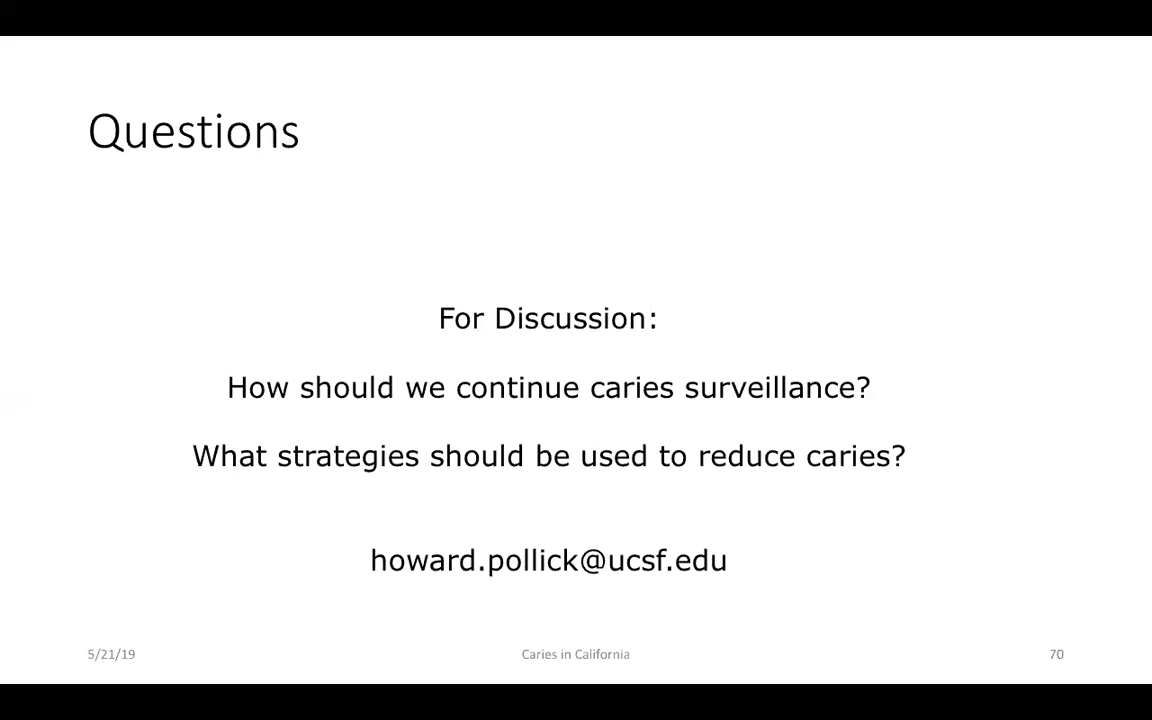 Questions
For Discussion:
How should we continue caries surveillance?
What strategies should be used to reduce caries?
howard.pollick@ucsf.edu
5/21/19
Caries in California
70